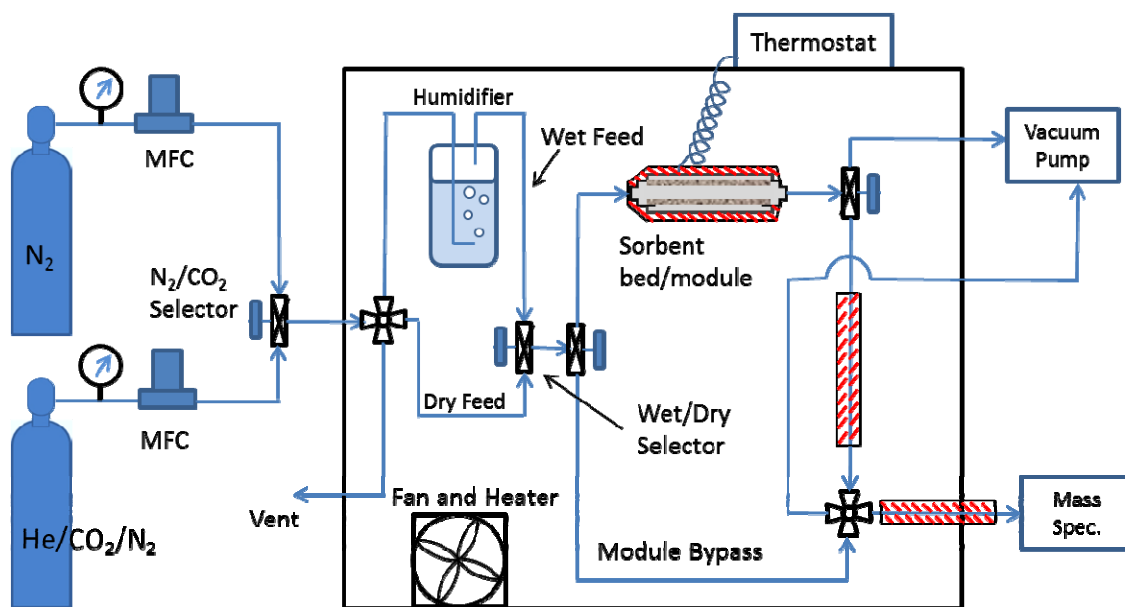 Thermostat
Humidifier
Wet Feed
Vacuum
Pump
MFC
N₂
N₂/CO₂
Selector
Sorbent
bed/module
Dry Feed
Wet/Dry
Selector
MFC
Fan and Heater
Vent
He/CO₂/N₂
Module Bypass
Mass
Spec.